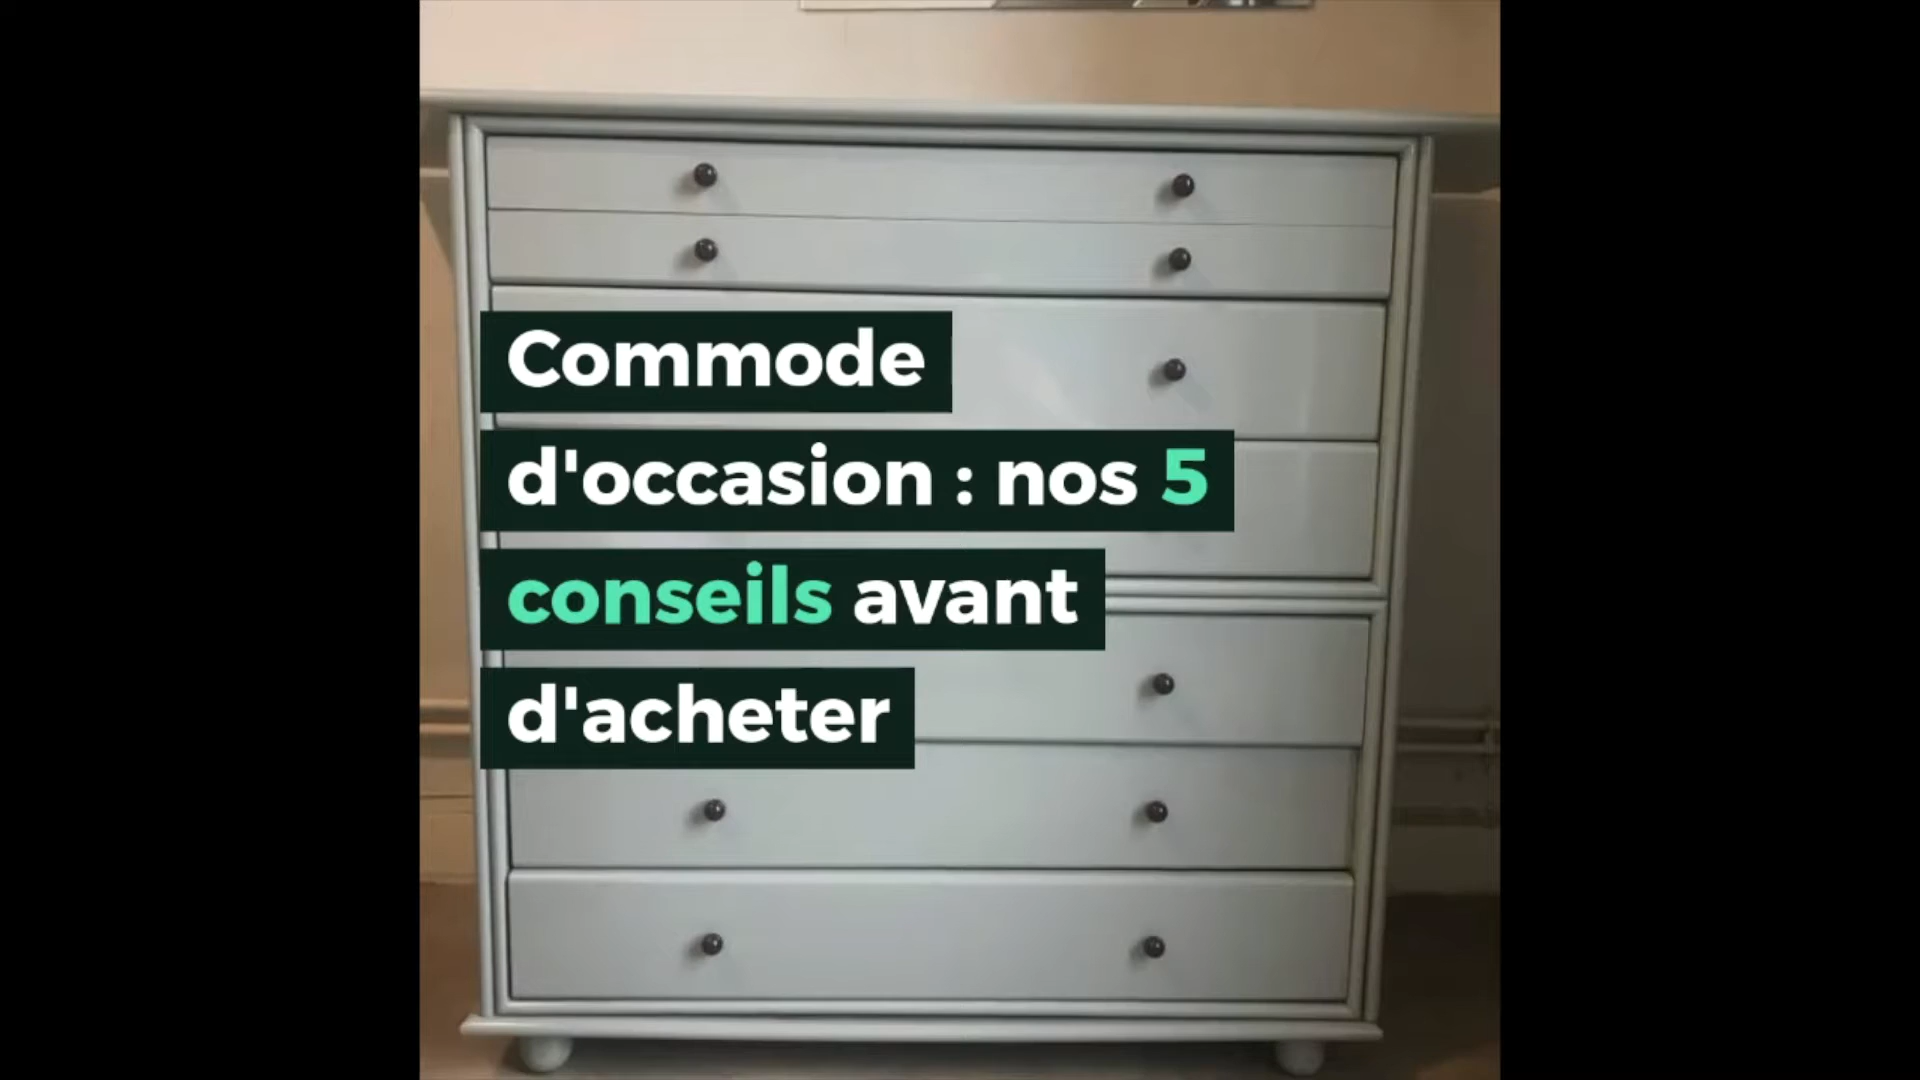 Commode
d'occasion : nos 5
conseils avant
d'acheter